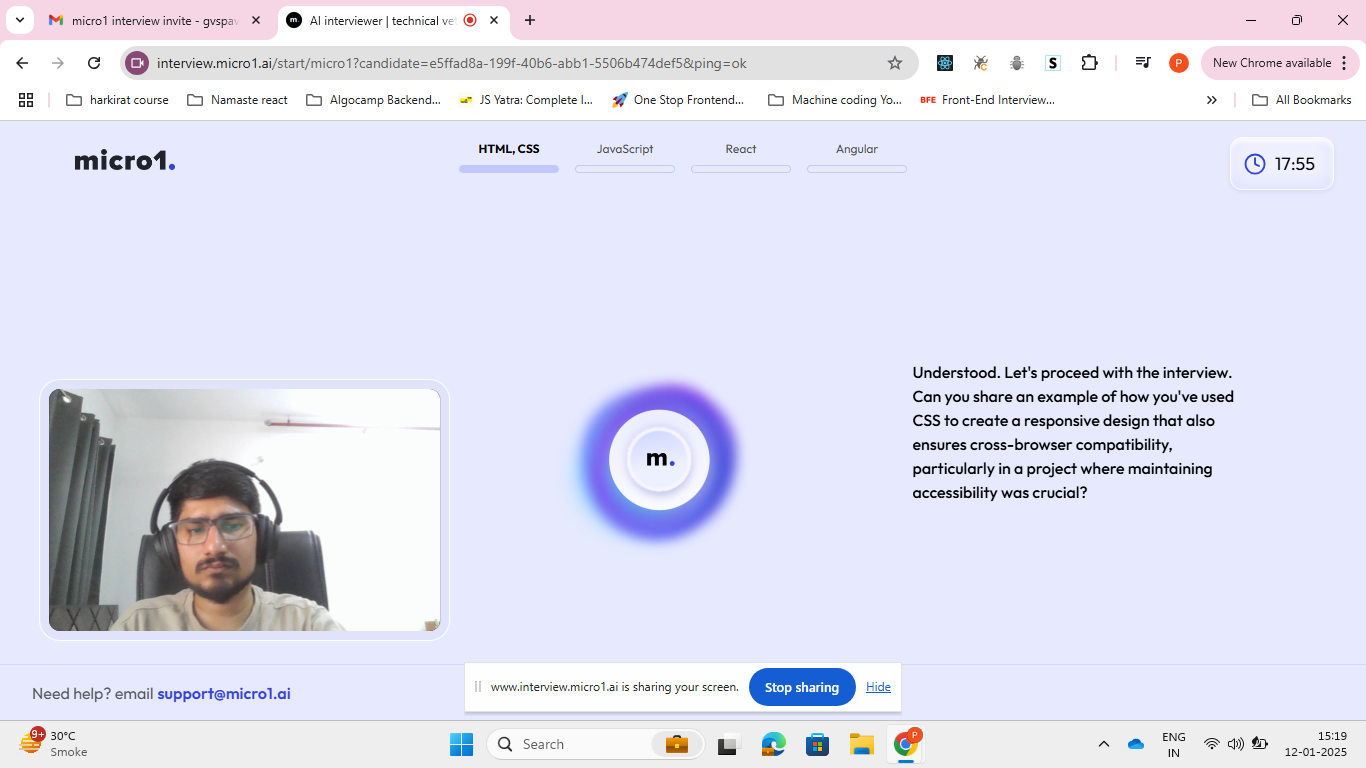 micro1 interview invite - gvspav
AI interviewer | technical vet
interview.micro1.ai/start/micro1?candidate=e5ffad8a-199f-40b6-abb1-5506b474def5&ping=ok
S
P
New Chrome available
harkirat course
Namaste react
Algocamp Backend...
JS Yatra: Complete I...
One Stop Frontend...
Machine coding Yo...
BFE
Front-End Interview...
All Bookmarks
micro1.
HTML, CSS
JavaScript
React
Angular
17:55
m.
Understood. Let's proceed with the interview.
Can you share an example of how you've used
CSS to create a responsive design that also
ensures cross-browser compatibility,
particularly in a project where maintaining
accessibility was crucial?
Need help? email support@micro1.ai
www.interview.micro1.ai is sharing your screen.
Stop sharing
Hide
9+
30°C
Smoke
Search
P
ENG
IN
15:19
12-01-2025